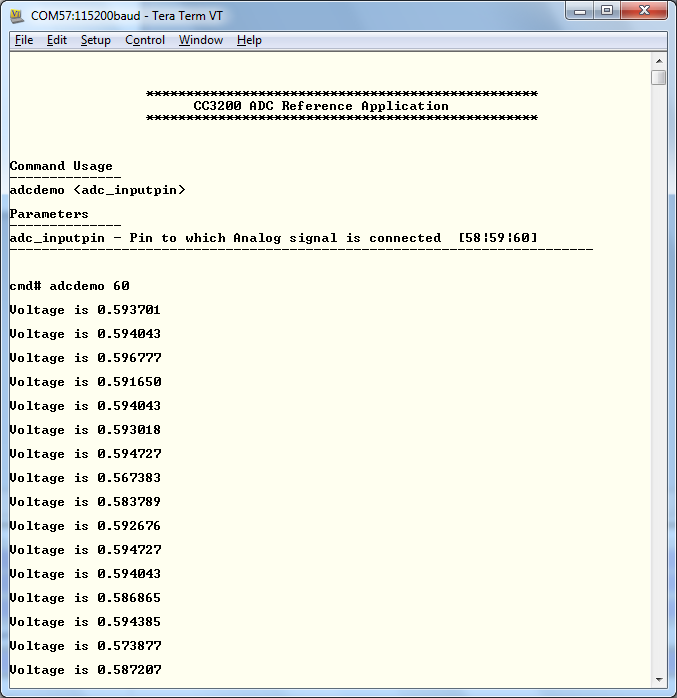 COM57:115200baud - Tera Term VT
File Edit Setup Control Window Help
*************************************************
CC3200 ADC Reference Application
*************************************************
Command Usage
--------------
adcdemo <adc_inputpin>
Parameters
--------------
adc_inputpin - Pin to which Analog signal is connected  [58|59|60]
-------------------------------------------------------------------------
cmd# adcdemo 60
Voltage is 0.593701
Voltage is 0.594043
Voltage is 0.596777
Voltage is 0.591650
Voltage is 0.594043
Voltage is 0.593018
Voltage is 0.594727
Voltage is 0.567383
Voltage is 0.583789
Voltage is 0.592676
Voltage is 0.594727
Voltage is 0.594043
Voltage is 0.586865
Voltage is 0.594385
Voltage is 0.573877
Voltage is 0.587207